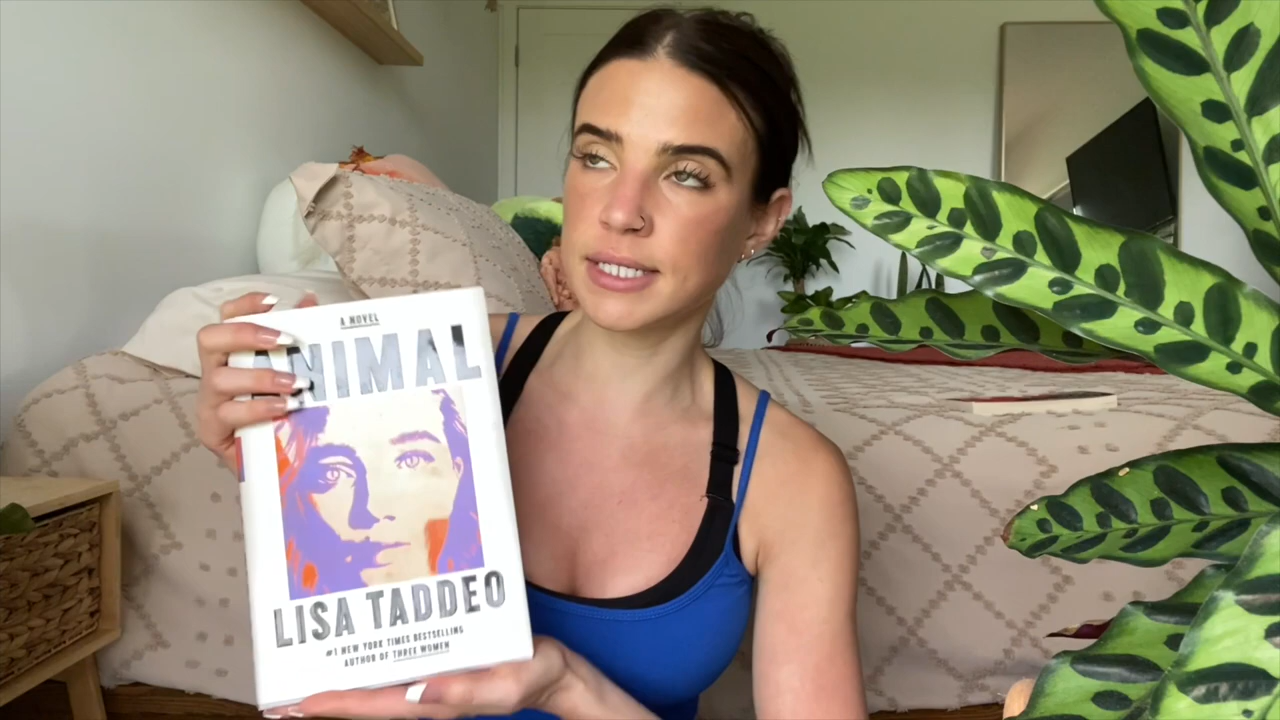 A NOVEL
ANIMAL
LISA TADDEO
#1 NEW YORK TIMES BESTSELLING
AUTHOR OF THREE WOMEN